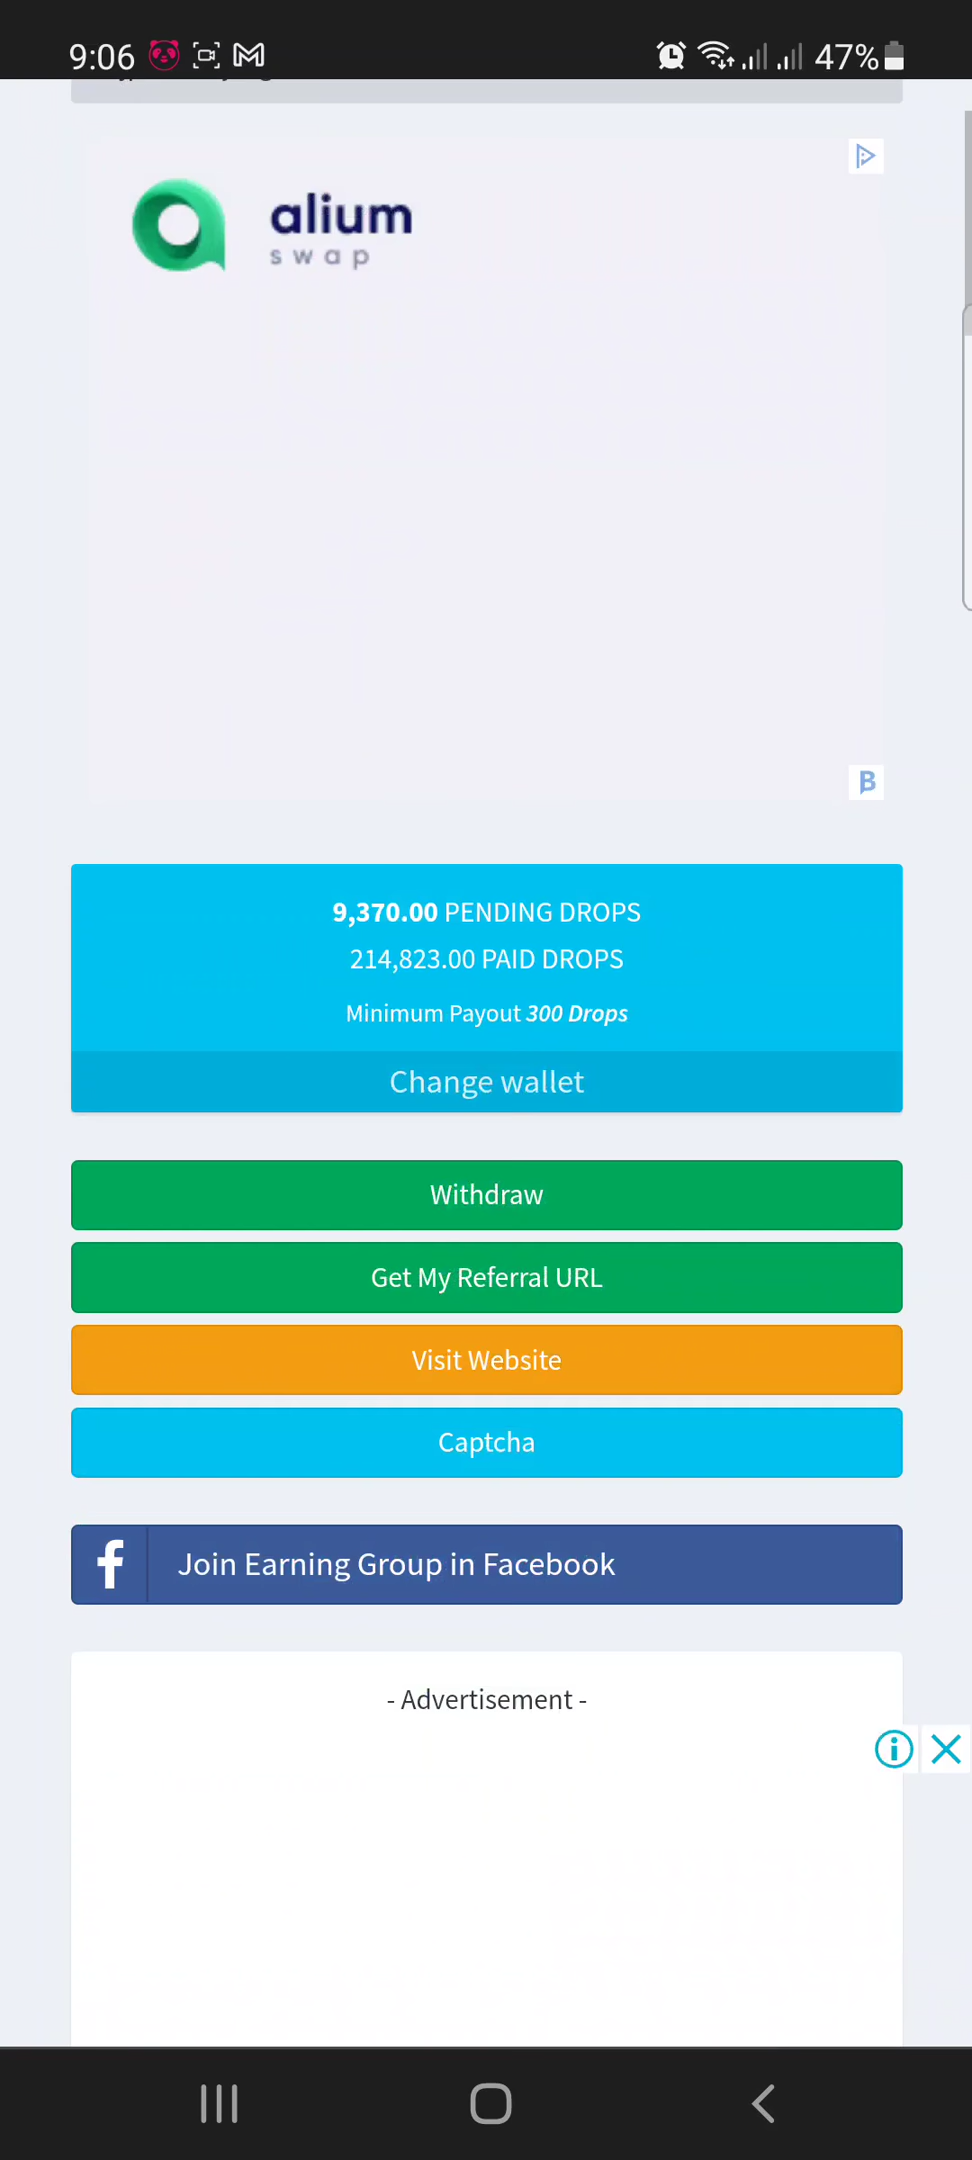 9:06
47%
alium
swap
B
9,370.00 PENDING DROPS
214,823.00 PAID DROPS
Minimum Payout 300 Drops
Change wallet
Withdraw
Get My Referral URL
Visit Website
Captcha
f Join Earning Group in Facebook
- Advertisement -